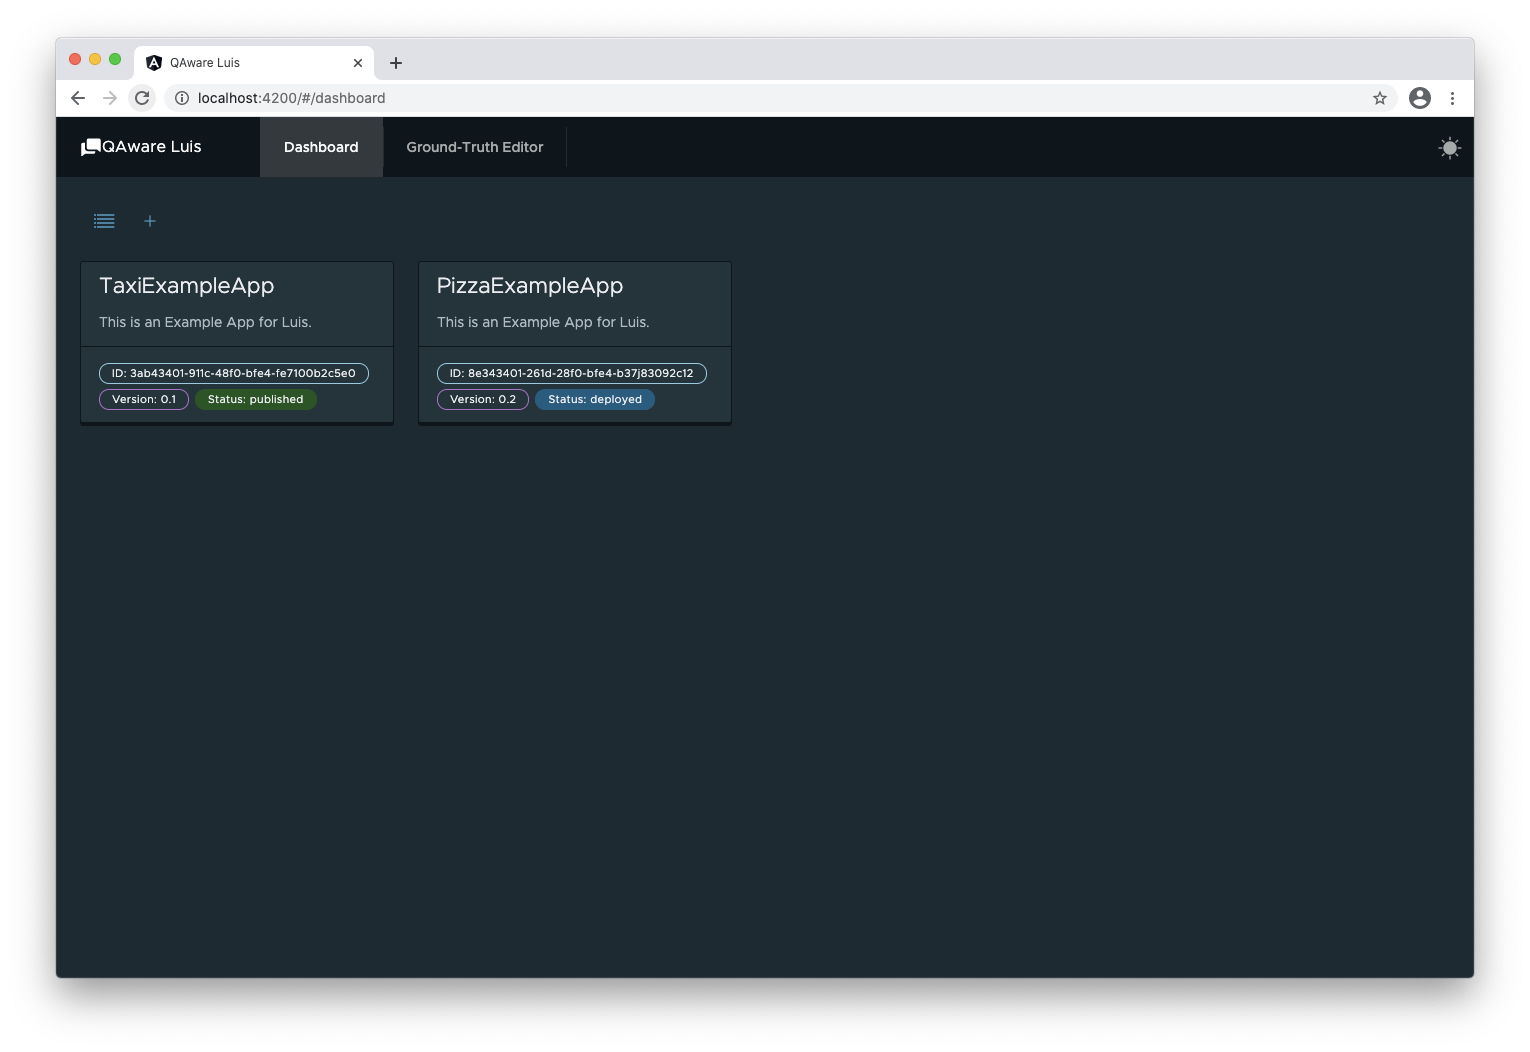 QAware Luis
localhost:4200/#/dashboard
QAware Luis
Dashboard
Ground-Truth Editor
TaxiExampleApp
This is an Example App for Luis.
ID: 3ab43401-911c-48f0-bfe4-fe7100b2c5e0
Version: 0.1
Status: published
PizzaExampleApp
This is an Example App for Luis.
ID: 8e343401-261d-28f0-bfe4-b37j83092c12
Version: 0.2
Status: deployed